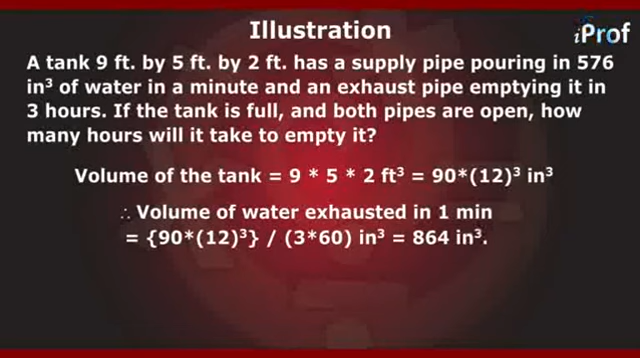 Illustration
iProf
A tank 9 ft. by 5 ft. by 2 ft. has a supply pipe pouring in 576
in³ of water in a minute and an exhaust pipe emptying it in
3 hours. If the tank is full, and both pipes are open, how
many hours will it take to empty it?
Volume of the tank = 9 * 5 * 2 ft³ = 90*(12)³ in³
∴ Volume of water exhausted in 1 min
= {90*(12)³} / (3*60) in³ = 864 in³.